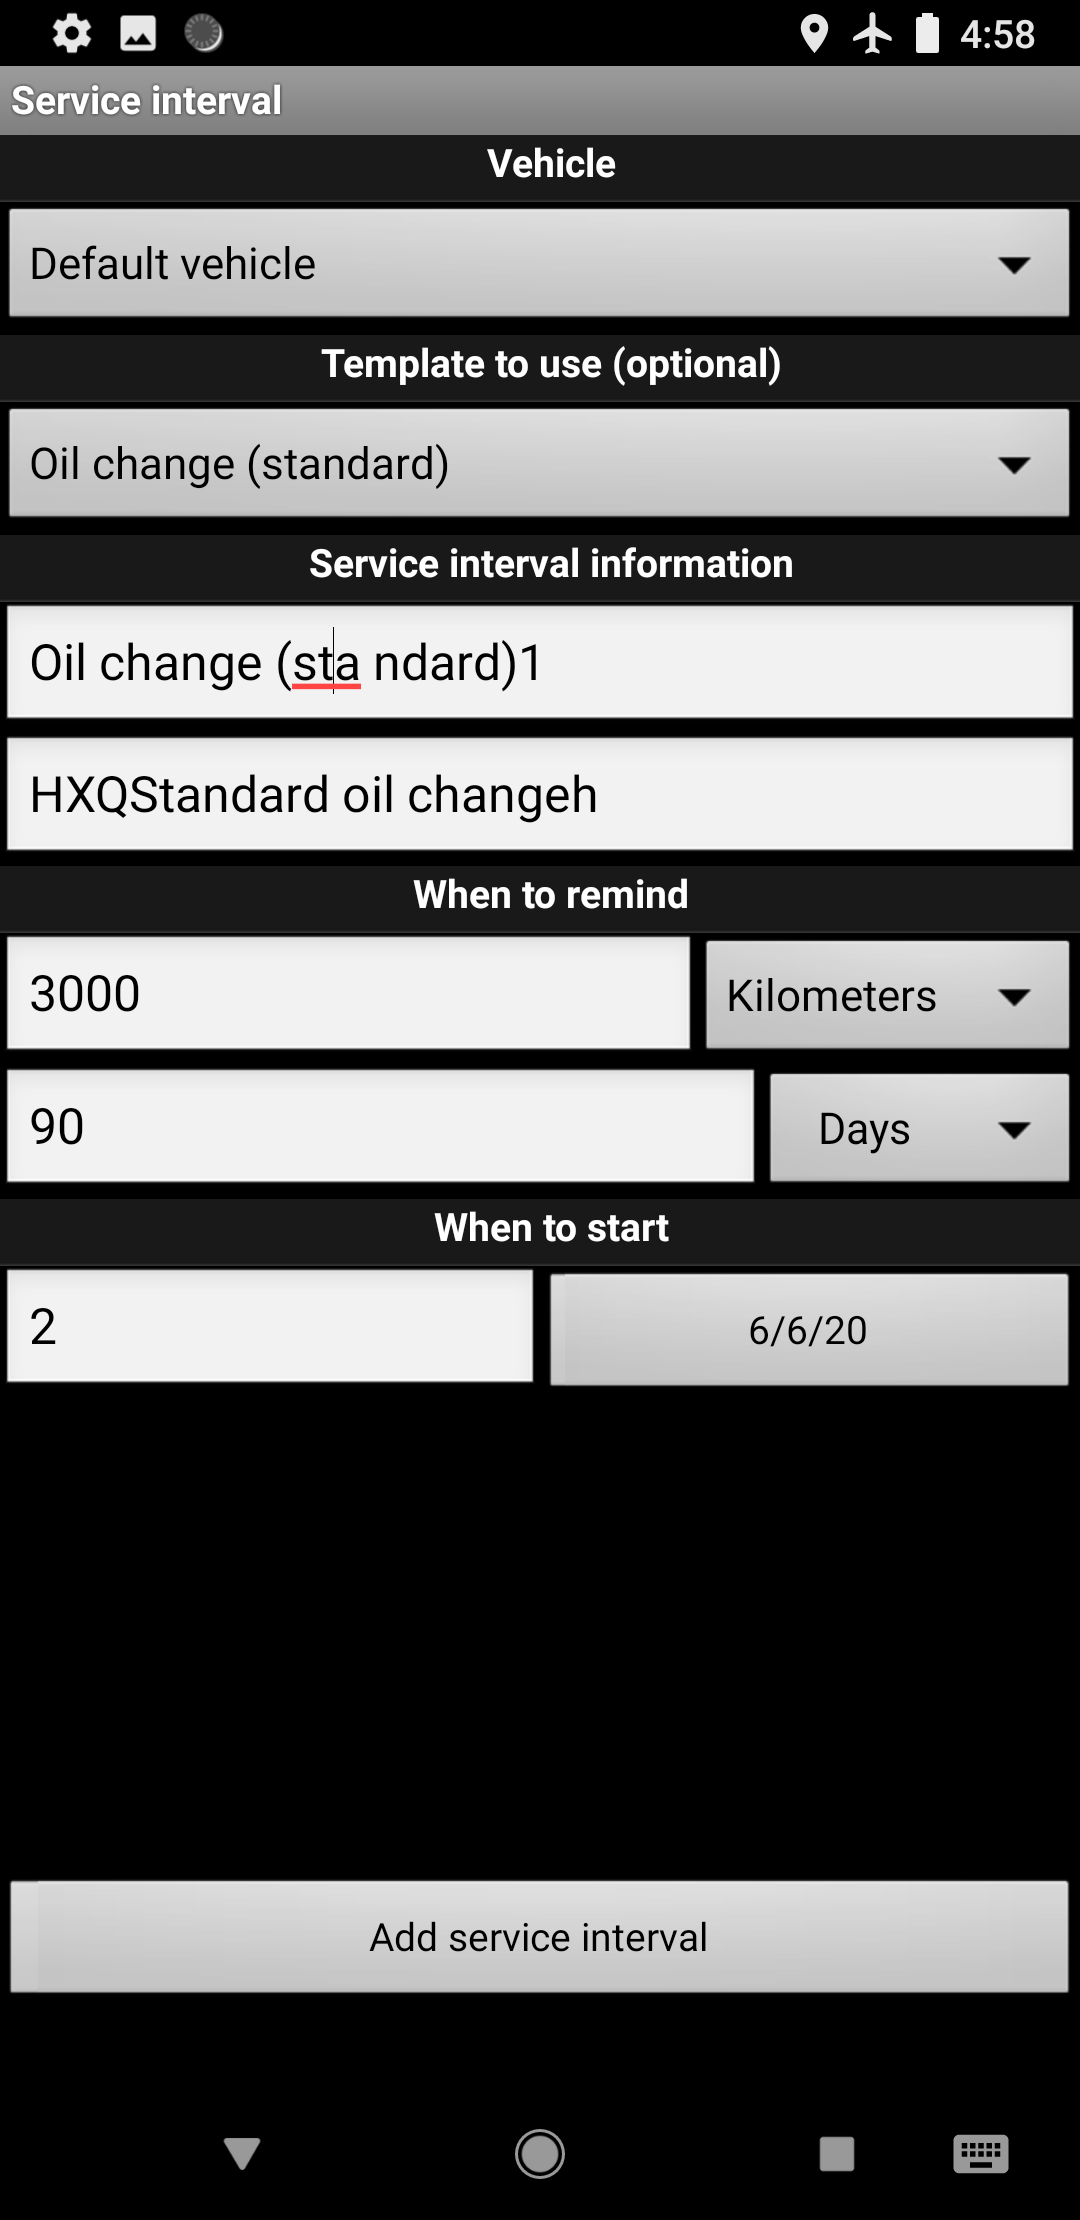 4:58
Service interval
Vehicle
Default vehicle
Template to use (optional)
Oil change (standard)
Service interval information
Oil change (sta ndard)1
HXQStandard oil changeh
When to remind
3000 Kilometers
90 Days
When to start
2 6/6/20
Add service interval